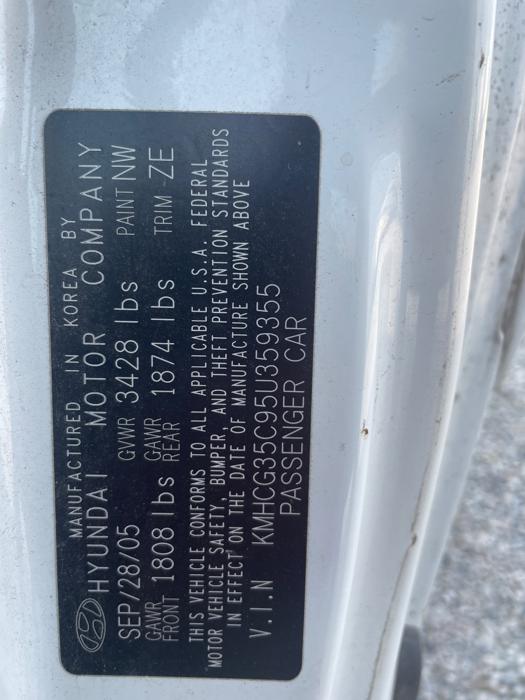 MANUFACTURED IN KOREA BY
HYUNDAI MOTOR COMPANY
SEP/28/05 GVWR 3428 lbs PAINT NW
GAWR FRONT 1808 lbs GAWR REAR 1874 lbs TRIM ZE
THIS VEHICLE CONFORMS TO ALL APPLICABLE U.S.A. FEDERAL
MOTOR VEHICLE SAFETY, BUMPER, AND THEFT PREVENTION STANDARDS
IN EFFECT ON THE DATE OF MANUFACTURE SHOWN ABOVE
V.I.N KMHCG35C95U359355
PASSENGER CAR